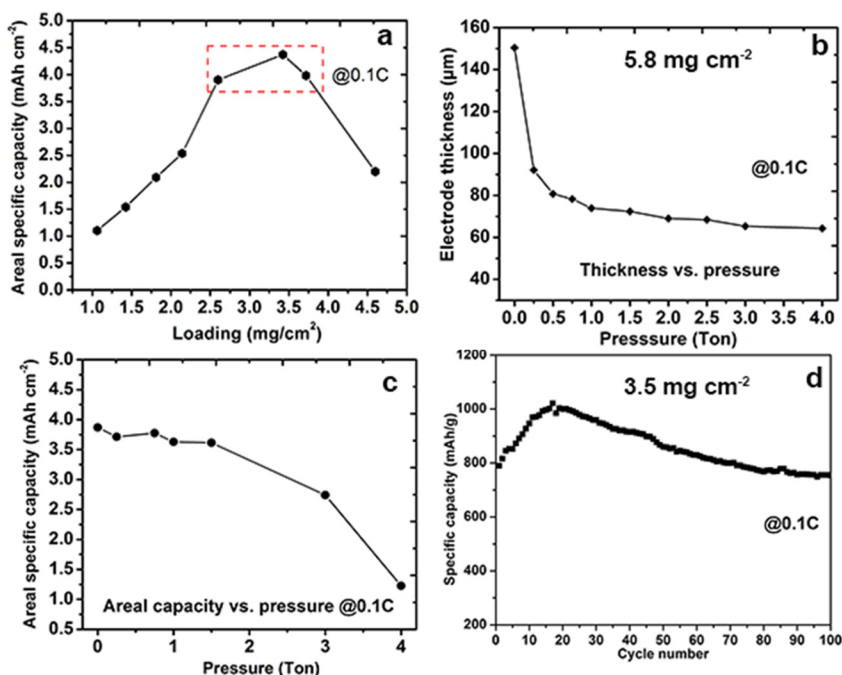 a
Areal specific capacity (mAh cm-2)
5.0
4.5
4.0
3.5
3.0
2.5
2.0
1.5
1.0
0.5
0.0
@0.1C
1.0 1.5 2.0 2.5 3.0 3.5 4.0 4.5 5.0
Loading (mg/cm2)
b
5.8 mg cm-2
Electrode thickness (μm)
160
140
120
100
80
60
40
@0.1C
Thickness vs. pressure
0.0 0.5 1.0 1.5 2.0 2.5 3.0 3.5 4.0
Presssure (Ton)
c
Areal specific capacity (mAh cm-2)
5.0
4.5
4.0
3.5
3.0
2.5
2.0
1.5
1.0
0.5
Areal capacity vs. pressure @0.1C
0 1 2 3 4
Pressure (Ton)
d
3.5 mg cm-2
Specific capacity (mAh/g)
1200
1000
800
600
400
200
@0.1C
0 10 20 30 40 50 60 70 80 90 100
Cycle number